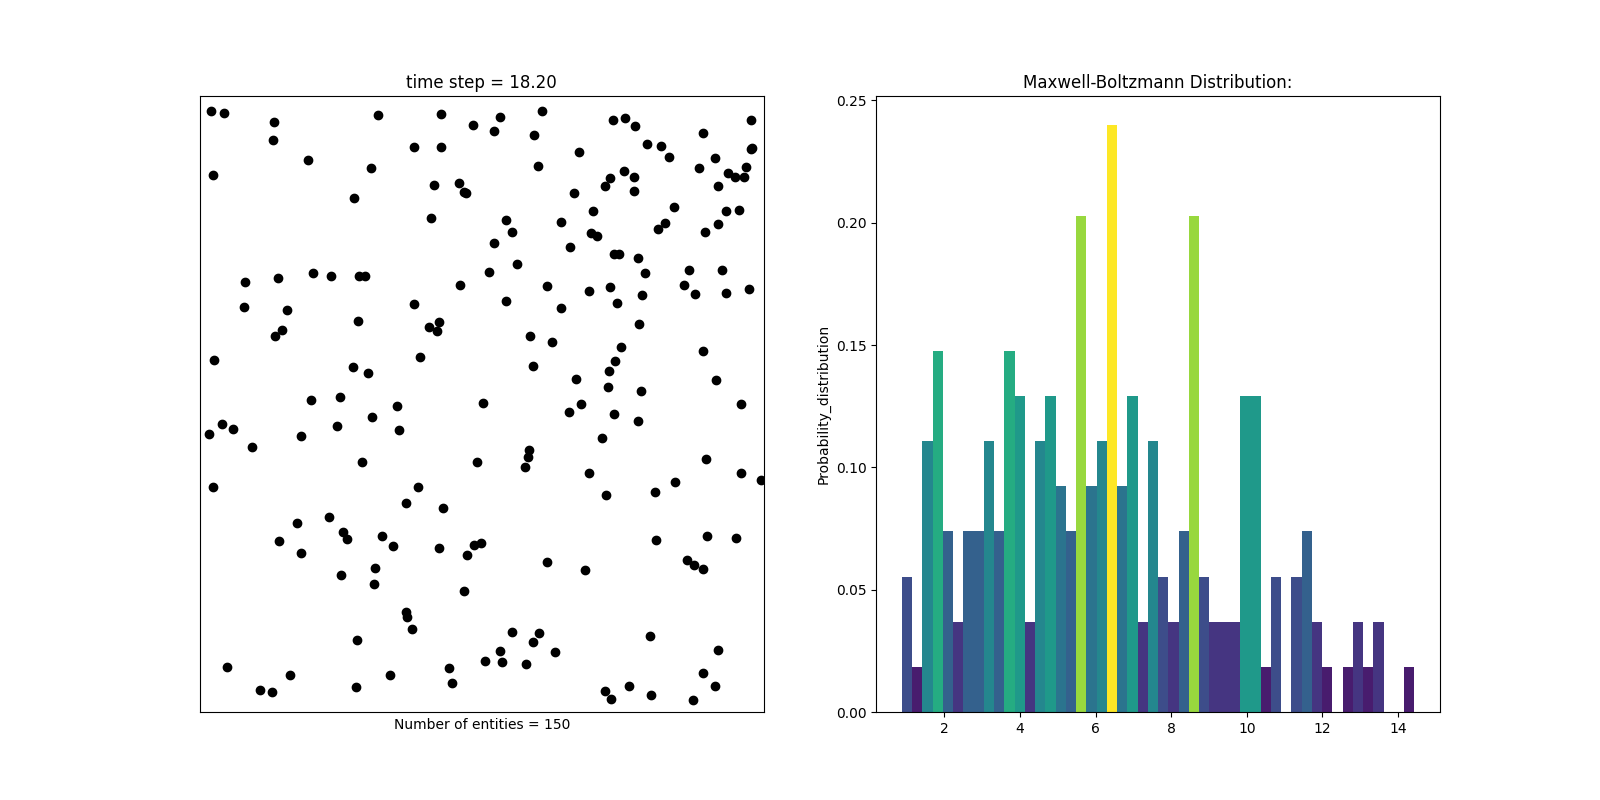 time step = 18.20
Number of entities = 150
Maxwell-Boltzmann Distribution:
Probability_distribution
0.25
0.20
0.15
0.10
0.05
0.00
2 4 6 8 10 12 14